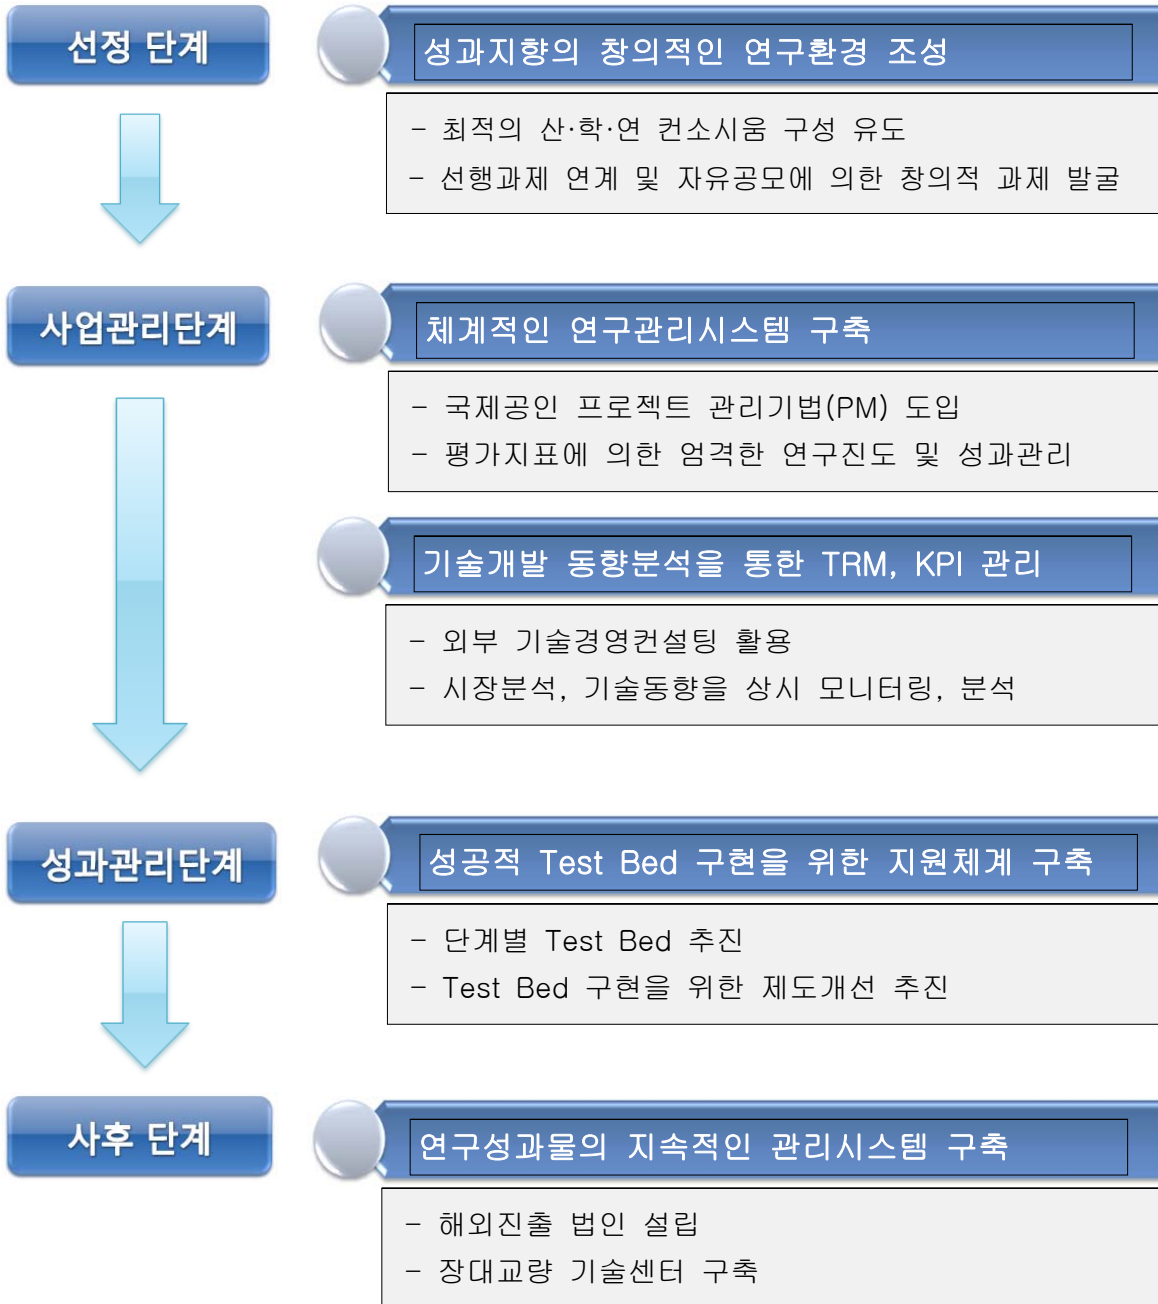 선정 단계
성과지향의 창의적인 연구환경 조성
- 최적의 산·학·연 컨소시움 구성 유도
- 선행과제 연계 및 자유공모에 의한 창의적 과제 발굴
사업관리단계
체계적인 연구관리시스템 구축
- 국제공인 프로젝트 관리기법(PM) 도입
- 평가지표에 의한 엄격한 연구진도 및 성과관리
기술개발 동향분석을 통한 TRM, KPI 관리
- 외부 기술경영컨설팅 활용
- 시장분석, 기술동향을 상시 모니터링, 분석
성과관리단계
성공적 Test Bed 구현을 위한 지원체계 구축
- 단계별 Test Bed 추진
- Test Bed 구현을 위한 제도개선 추진
사후 단계
연구성과물의 지속적인 관리시스템 구축
- 해외진출 법인 설립
- 장대교량 기술센터 구축